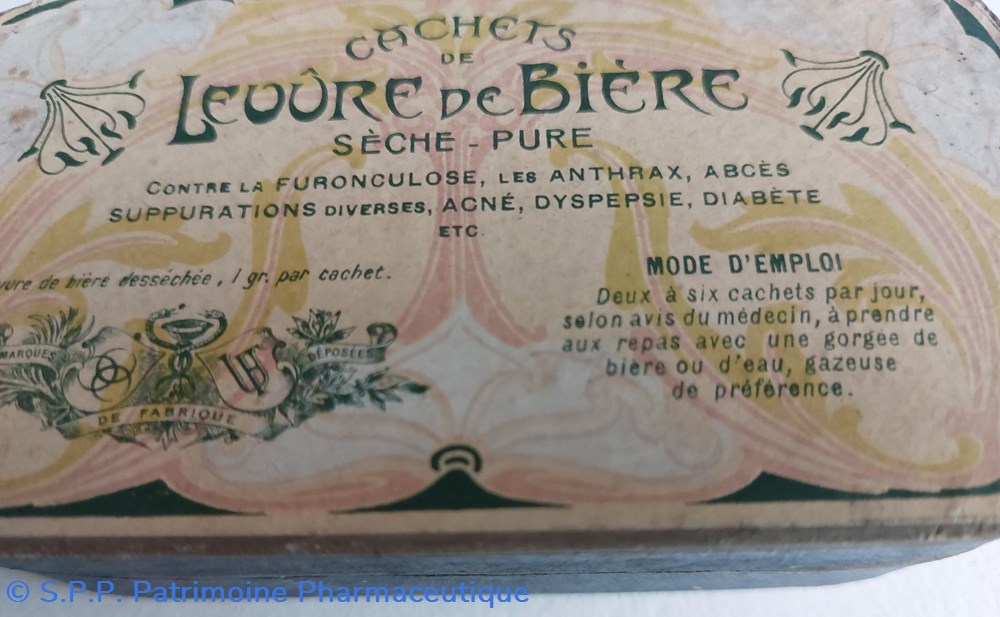 CACHETS
DE
LEVÛRE DE BIÈRE
SÈCHE - PURE
CONTRE LA FURONCULOSE, LES ANTHRAX, ABCÈS
SUPPURATIONS DIVERSES, ACNÉ, DYSPEPSIE, DIABÈTE
ETC.
de bière desséchée, 1 gr. par cachet.
MARQUES DÉPOSÉES
DE FABRIQUE
MODE D'EMPLOI
Deux à six cachets par jour,
selon avis du médecin, à prendre
aux repas avec une gorgée de
bière ou d'eau, gazeuse
de préférence.
© S.P.P. Patrimoine Pharmaceutique